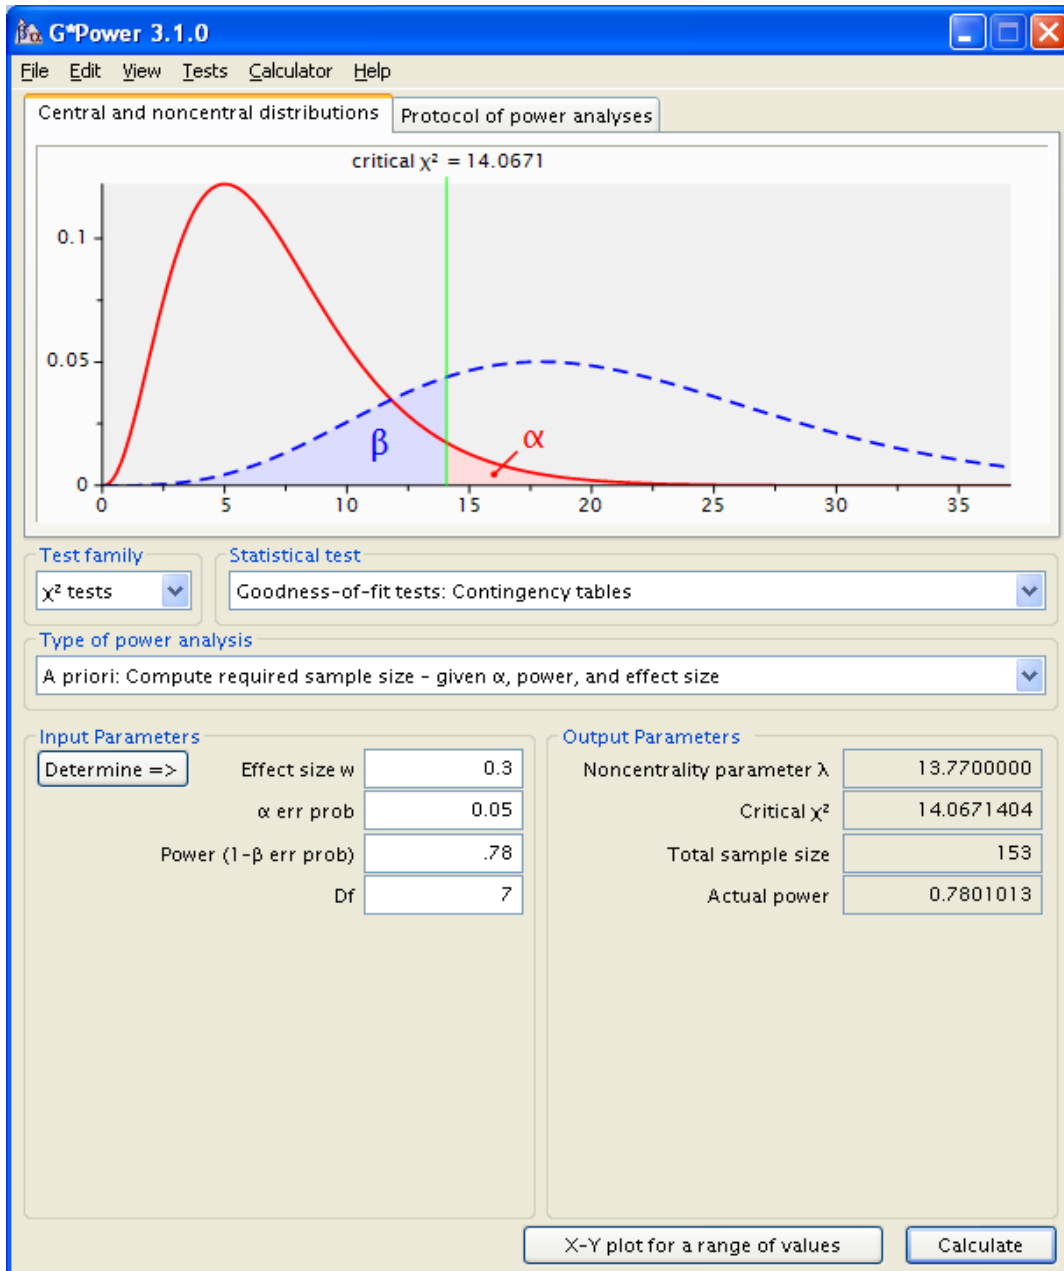 βα G*Power 3.1.0
File Edit View Tests Calculator Help
Central and noncentral distributions Protocol of power analyses
critical χ² = 14.0671
0.1
0.05
0
β
α
0 5 10 15 20 25 30 35
Test family
χ² tests
Statistical test
Goodness-of-fit tests: Contingency tables
Type of power analysis
A priori: Compute required sample size – given α, power, and effect size
Input Parameters
Determine => Effect size w 0.3
α err prob 0.05
Power (1-β err prob) .78
Df 7
Output Parameters
Noncentrality parameter λ 13.7700000
Critical χ² 14.0671404
Total sample size 153
Actual power 0.7801013
X-Y plot for a range of values Calculate